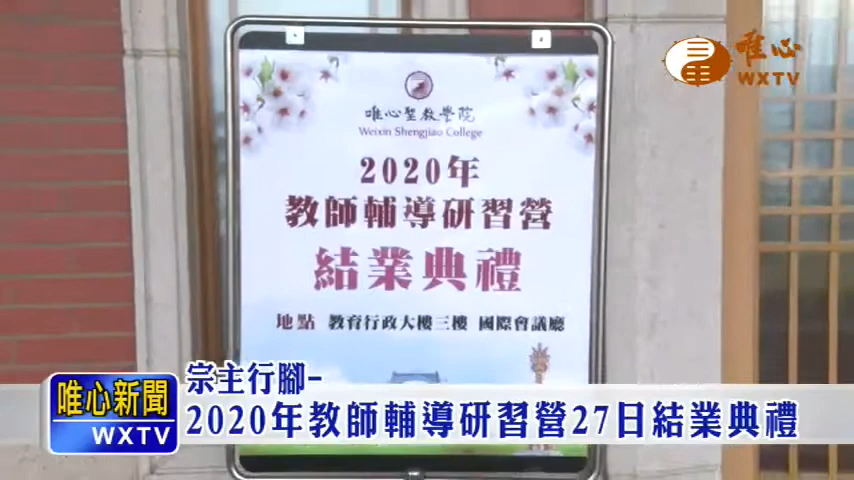 唯心
WXTV
唯心聖教學院
Weixin Shengjiao College
2020年
教師輔導研習營
結業典禮
地點 教育行政大樓三樓 國際會議廳
宗主行腳-
唯心新聞
WXTV
2020年教師輔導研習營27日結業典禮